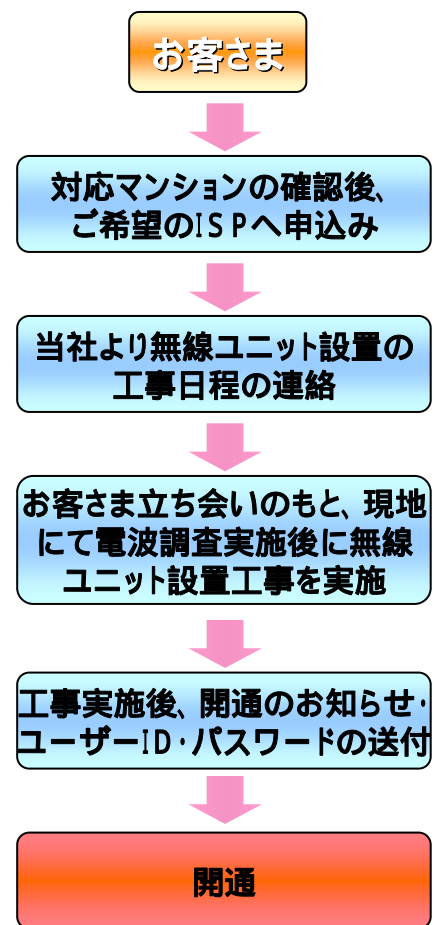 お客さま
対応マンションの確認後、
ご希望のISPへ申込み
当社より無線ユニット設置の
工事日程の連絡
お客さま立ち会いのもと、現地
にて電波調査実施後に無線
ユニット設置工事を実施
工事実施後、開通のお知らせ・
ユーザーID・パスワードの送付
開通